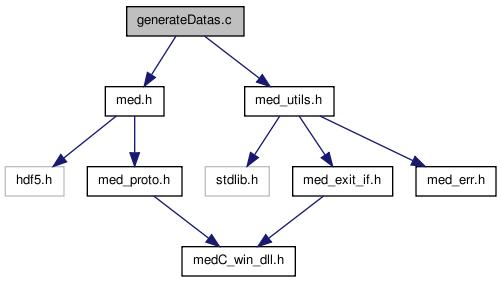 generateDatas.c
med.h
med_utils.h
hdf5.h
med_proto.h
stdlib.h
med_exit_if.h
med_err.h
medC_win_dll.h